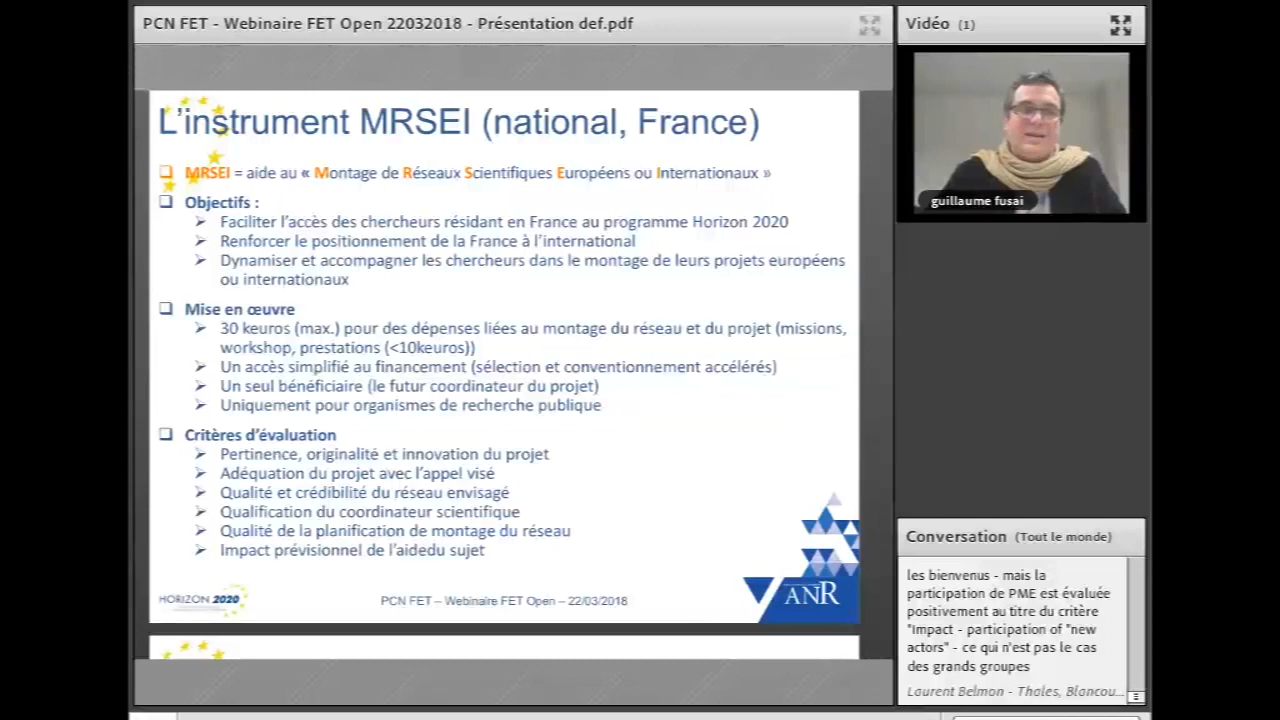 PCN FET - Webinaire FET Open 22032018 - Présentation def.pdf
L'instrument MRSEI (national, France)
MRSEI = aide au « Montage de Réseaux Scientifiques Européens ou Internationaux »
Objectifs :
Faciliter l'accès des chercheurs résidant en France au programme Horizon 2020
Renforcer le positionnement de la France à l'international
Dynamiser et accompagner les chercheurs dans le montage de leurs projets européens
ou internationaux
Mise en œuvre
30 keuros (max.) pour des dépenses liées au montage du réseau et du projet (missions,
workshop, prestations (<10keuros))
Un accès simplifié au financement (sélection et conventionnement accélérés)
Un seul bénéficiaire (le futur coordinateur du projet)
Uniquement pour organismes de recherche publique
Critères d'évaluation
Pertinence, originalité et innovation du projet
Adéquation du projet avec l'appel visé
Qualité et crédibilité du réseau envisagé
Qualification du coordinateur scientifique
Qualité de la planification de montage du réseau
Impact prévisionnel de l'aidedu sujet
HORIZON 2020
PCN FET – Webinaire FET Open – 22/03/2018
ANR
Vidéo (1)
guillaume fusai
Conversation (Tout le monde)
les bienvenus - mais la
participation de PME est évaluée
positivement au titre du critère
"Impact - participation of "new
actors" - ce qui n'est pas le cas
des grands groupes
Laurent Belmon - Thales, Blancou...